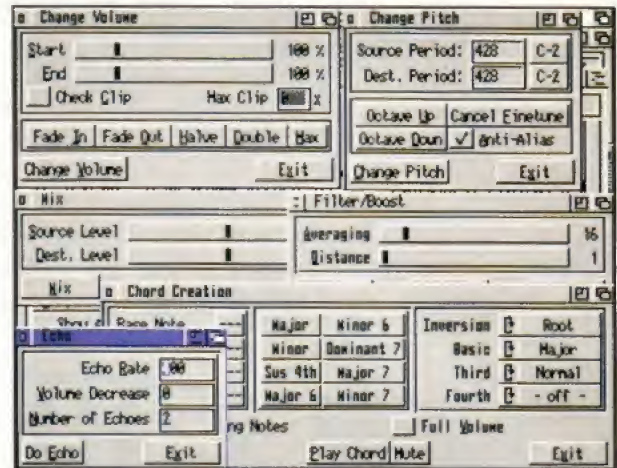 Change Volume
Start 100 %
End 100 %
Check Clip Max Clip %
Fade In Fade Out Halve Double Max
Change Volume Exit
Change Pitch
Source Period: 428 C-2
Dest. Period: 428 C-2
Octave Up Cancel Finetune
Octave Down Anti-Alias
Change Pitch Exit
Mix
Source Level
Dest. Level
Mix
Filter/Boost
Averaging 16
Distance 1
Chord Creation
Base Note
Major Minor 6
Minor Dominant 7
Sus 4th Major 7
Major 6 Minor 7
Inversion Root
Basic Major
Third Normal
Fourth - off -
ng Notes Full Volume
Play Chord Mute Exit
Echo
Echo Rate .00
Volume Decrease 0
Number of Echoes 2
Do Echo Exit